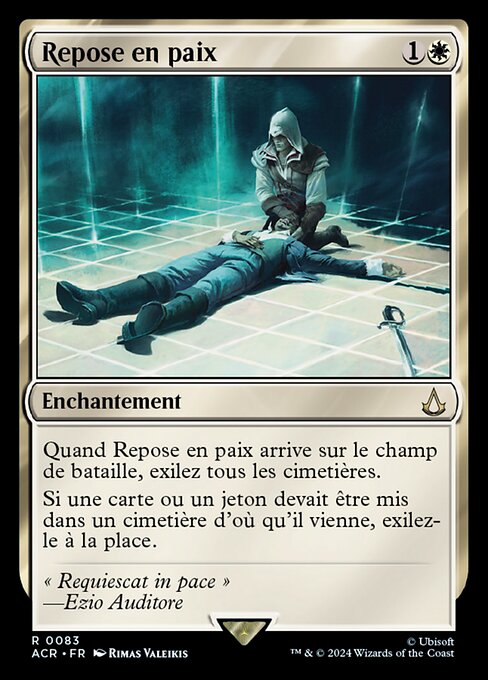 Repose en paix
1
Enchantement
Quand Repose en paix arrive sur le champ
de bataille, exilez tous les cimetières.
Si une carte ou un jeton devait être mis
dans un cimetière d'où qu'il vienne, exilez-
le à la place.
« Requiescat in pace »
—Ezio Auditore
R 0083
ACR • FR Rimas Valeikis
© Ubisoft
™ & © 2024 Wizards of the Coast